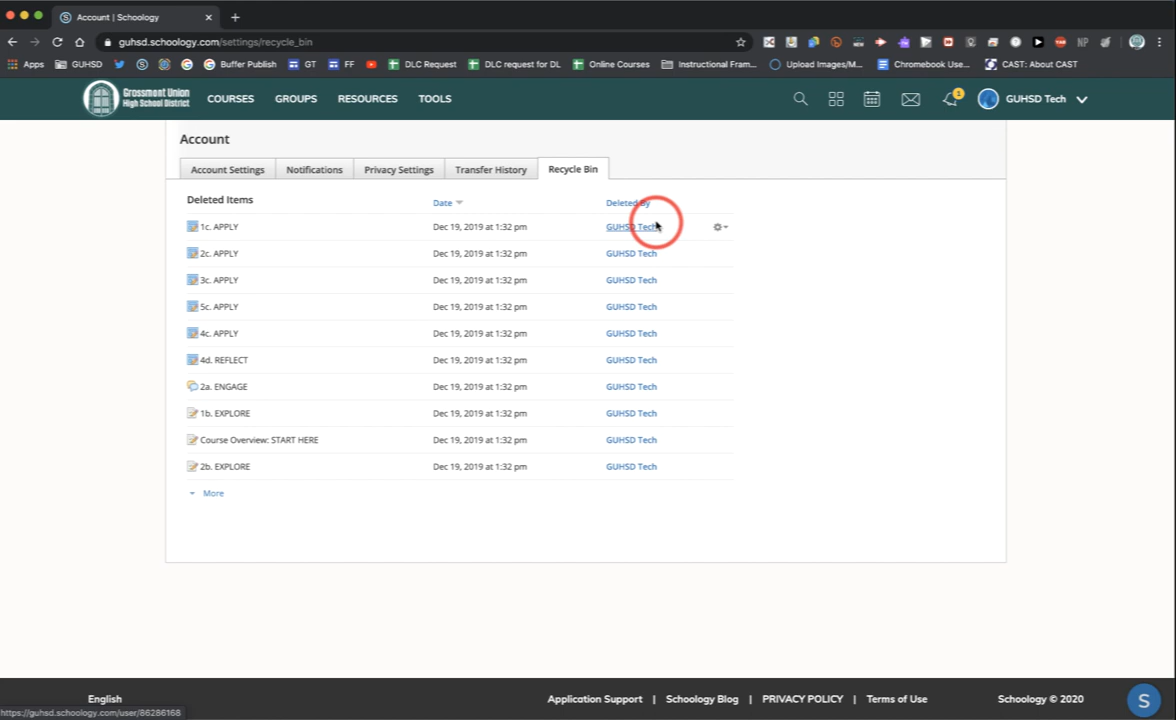 Account | Schoology
guhsd.schoology.com/settings/recycle_bin
Apps GUHSD Buffer Publish GT FF DLC Request DLC request for DL Online Courses Instructional Fram... Upload Images/M... Chromebook Use... CAST: About CAST
Grossmont Union
High School District
COURSES GROUPS RESOURCES TOOLS 1 GUHSD Tech
Account
Account Settings Notifications Privacy Settings Transfer History Recycle Bin
Deleted Items Date Deleted By
1c. APPLY Dec 19, 2019 at 1:32 pm GUHSD Tech
2c. APPLY Dec 19, 2019 at 1:32 pm GUHSD Tech
3c. APPLY Dec 19, 2019 at 1:32 pm GUHSD Tech
5c. APPLY Dec 19, 2019 at 1:32 pm GUHSD Tech
4c. APPLY Dec 19, 2019 at 1:32 pm GUHSD Tech
4d. REFLECT Dec 19, 2019 at 1:32 pm GUHSD Tech
2a. ENGAGE Dec 19, 2019 at 1:32 pm GUHSD Tech
1b. EXPLORE Dec 19, 2019 at 1:32 pm GUHSD Tech
Course Overview: START HERE Dec 19, 2019 at 1:32 pm GUHSD Tech
2b. EXPLORE Dec 19, 2019 at 1:32 pm GUHSD Tech
More
English Application Support | Schoology Blog | PRIVACY POLICY | Terms of Use Schoology © 2020
S
https://guhsd.schoology.com/user/86286168